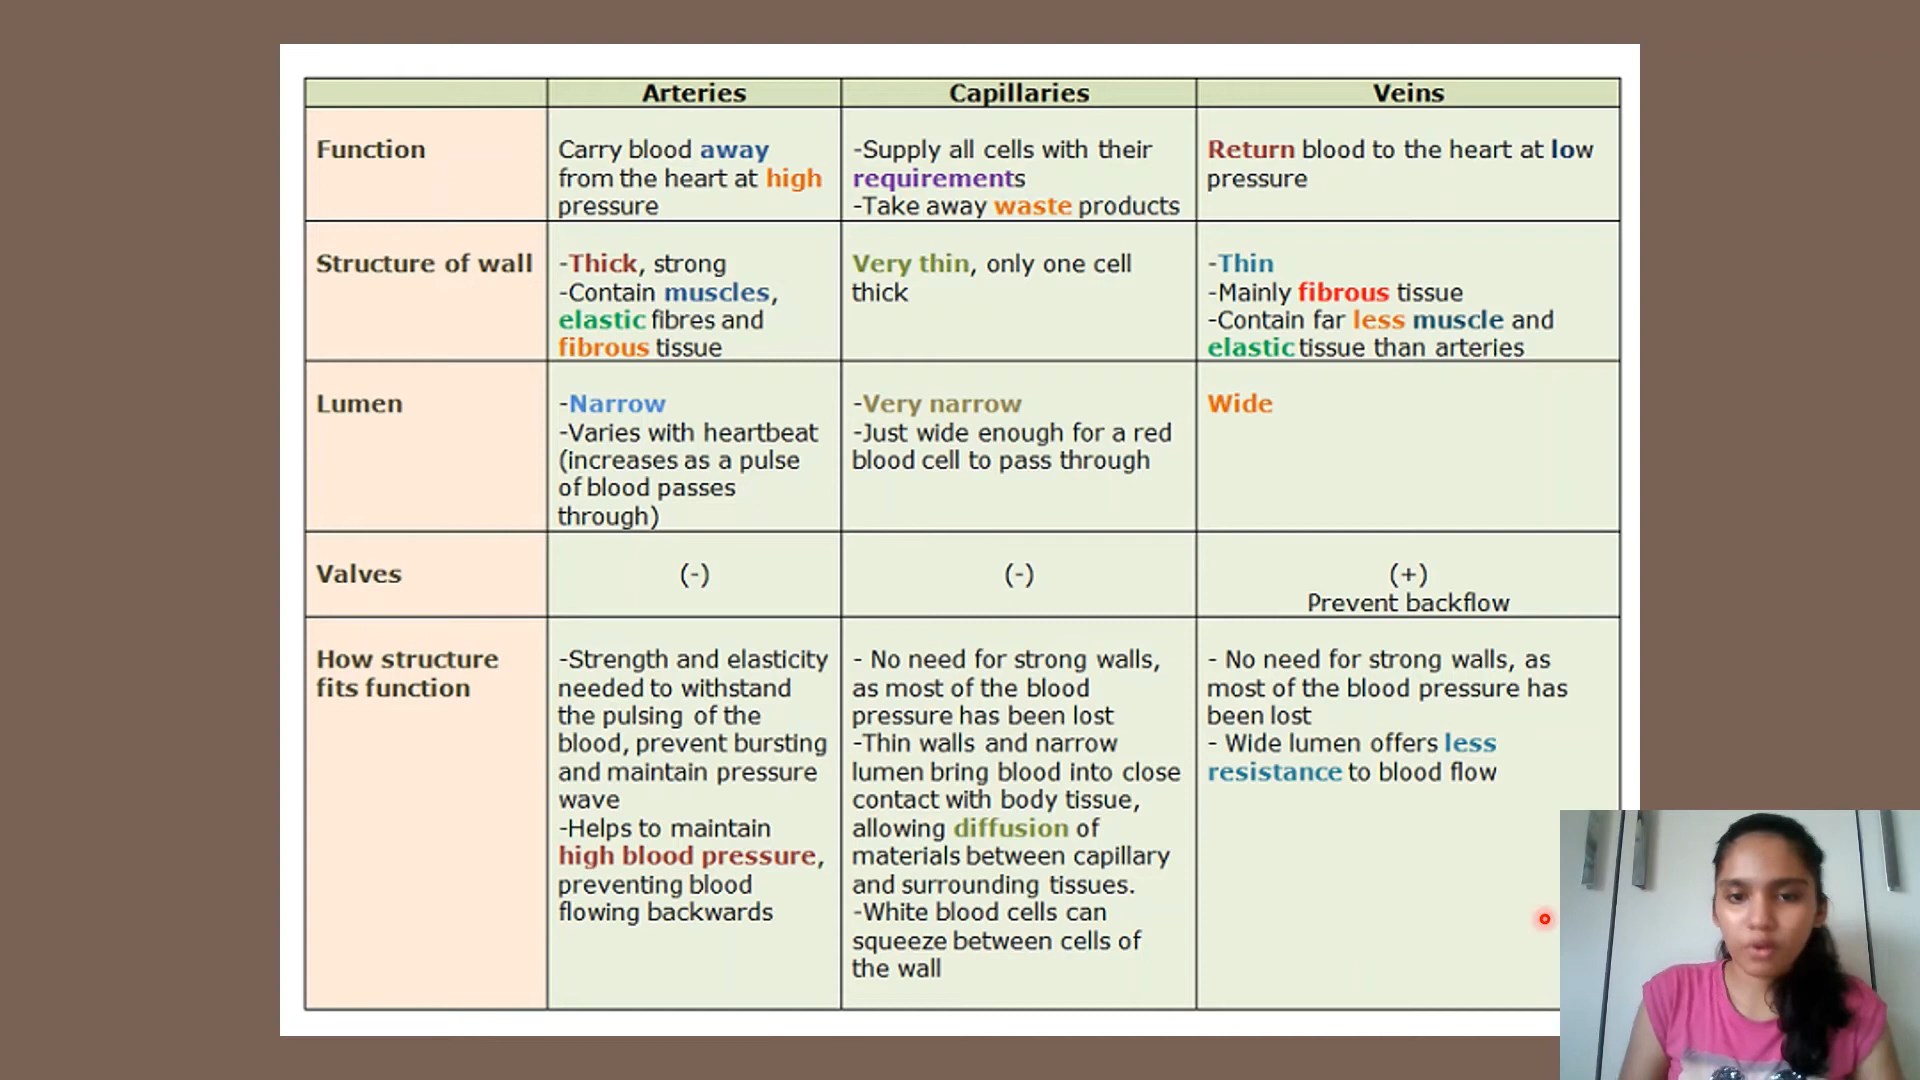 Arteries
Capillaries
Veins
Function
Carry blood away
from the heart at high
pressure
-Supply all cells with their
requirements
-Take away waste products
Return blood to the heart at low
pressure
Structure of wall
-Thick, strong
-Contain muscles,
elastic fibres and
fibrous tissue
Very thin, only one cell
thick
-Thin
-Mainly fibrous tissue
-Contain far less muscle and
elastic tissue than arteries
Lumen
-Narrow
-Varies with heartbeat
(increases as a pulse
of blood passes
through)
-Very narrow
-Just wide enough for a red
blood cell to pass through
Wide
Valves
(-)
(-)
(+)
Prevent backflow
How structure
fits function
-Strength and elasticity
needed to withstand
the pulsing of the
blood, prevent bursting
and maintain pressure
wave
-Helps to maintain
high blood pressure,
preventing blood
flowing backwards
- No need for strong walls,
as most of the blood
pressure has been lost
-Thin walls and narrow
lumen bring blood into close
contact with body tissue,
allowing diffusion of
materials between capillary
and surrounding tissues.
-White blood cells can
squeeze between cells of
the wall
- No need for strong walls, as
most of the blood pressure has
been lost
- Wide lumen offers less
resistance to blood flow